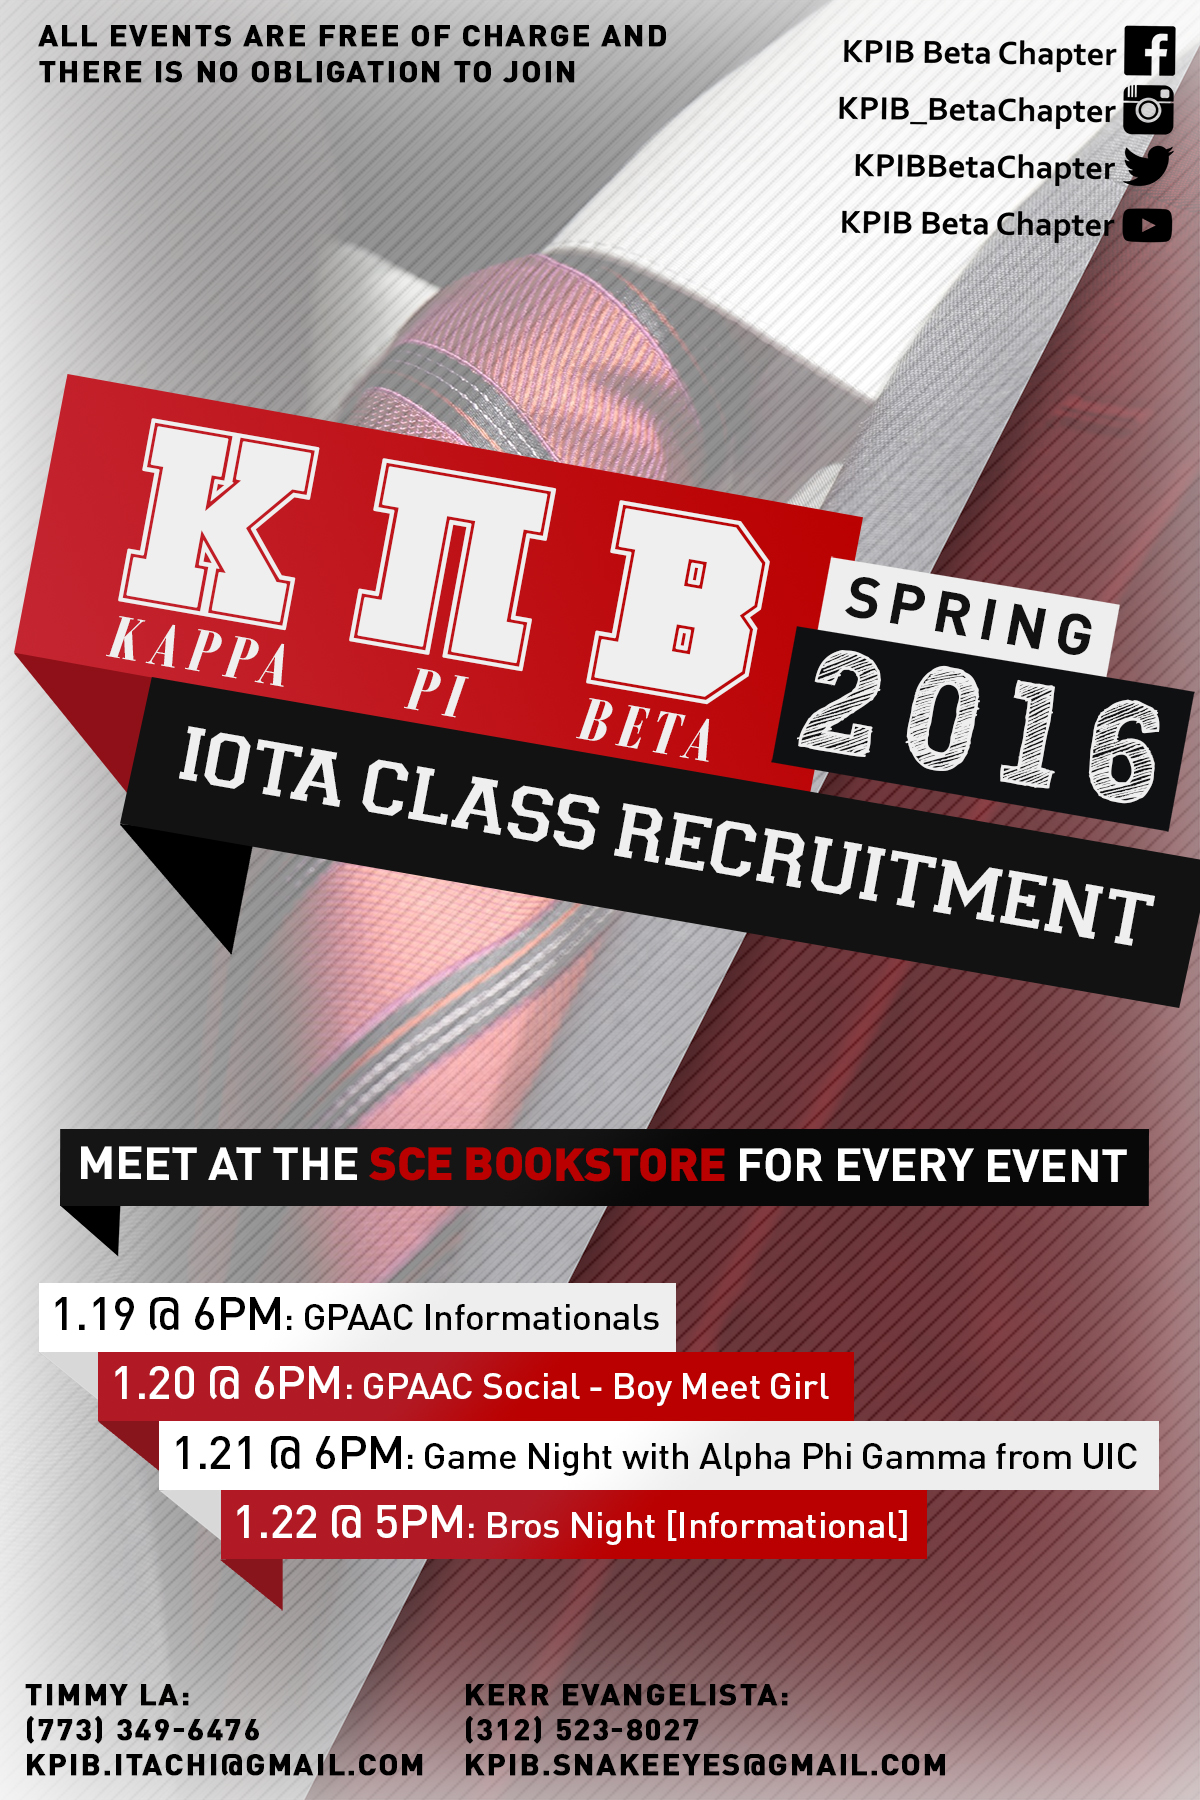 ALL EVENTS ARE FREE OF CHARGE AND
THERE IS NO OBLIGATION TO JOIN
KPIB Beta Chapter
KPIB_BetaChapter
KPIBBetaChapter
KPIB Beta Chapter
ΚΠΒ
KAPPA PI BETA
SPRING
2016
IOTA CLASS RECRUITMENT
MEET AT THE SCE BOOKSTORE FOR EVERY EVENT
1.19 @ 6PM: GPAAC Informationals
1.20 @ 6PM: GPAAC Social - Boy Meet Girl
1.21 @ 6PM: Game Night with Alpha Phi Gamma from UIC
1.22 @ 5PM: Bros Night [Informational]
TIMMY LA:
(773) 349-6476
KPIB.ITACHI@GMAIL.COM
KERR EVANGELISTA:
(312) 523-8027
KPIB.SNAKEEYES@GMAIL.COM